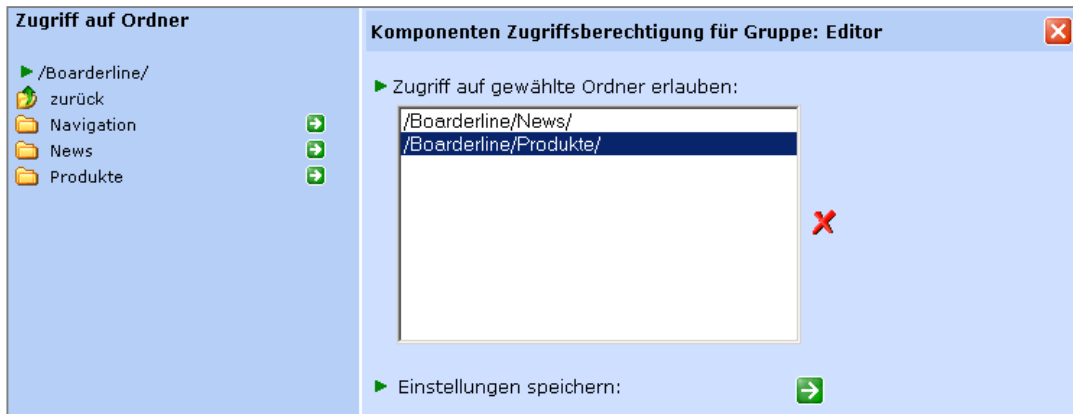 Zugriff auf Ordner
/Boarderline/
zurück
Navigation
News
Produkte
Komponenten Zugriffsberechtigung für Gruppe: Editor
Zugriff auf gewählte Ordner erlauben:
/Boarderline/News/
/Boarderline/Produkte/
Einstellungen speichern: